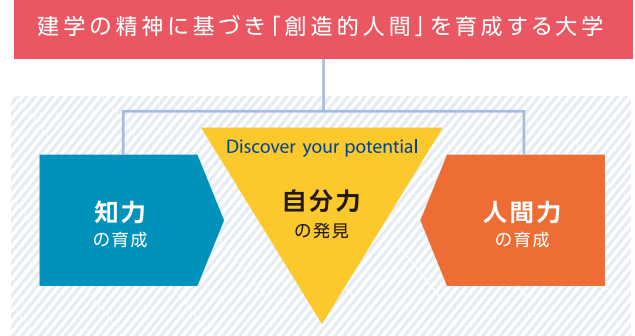 建学の精神に基づき「創造的人間」を育成する大学
Discover your potential
知力
の育成
自分力
の発見
人間力
の育成